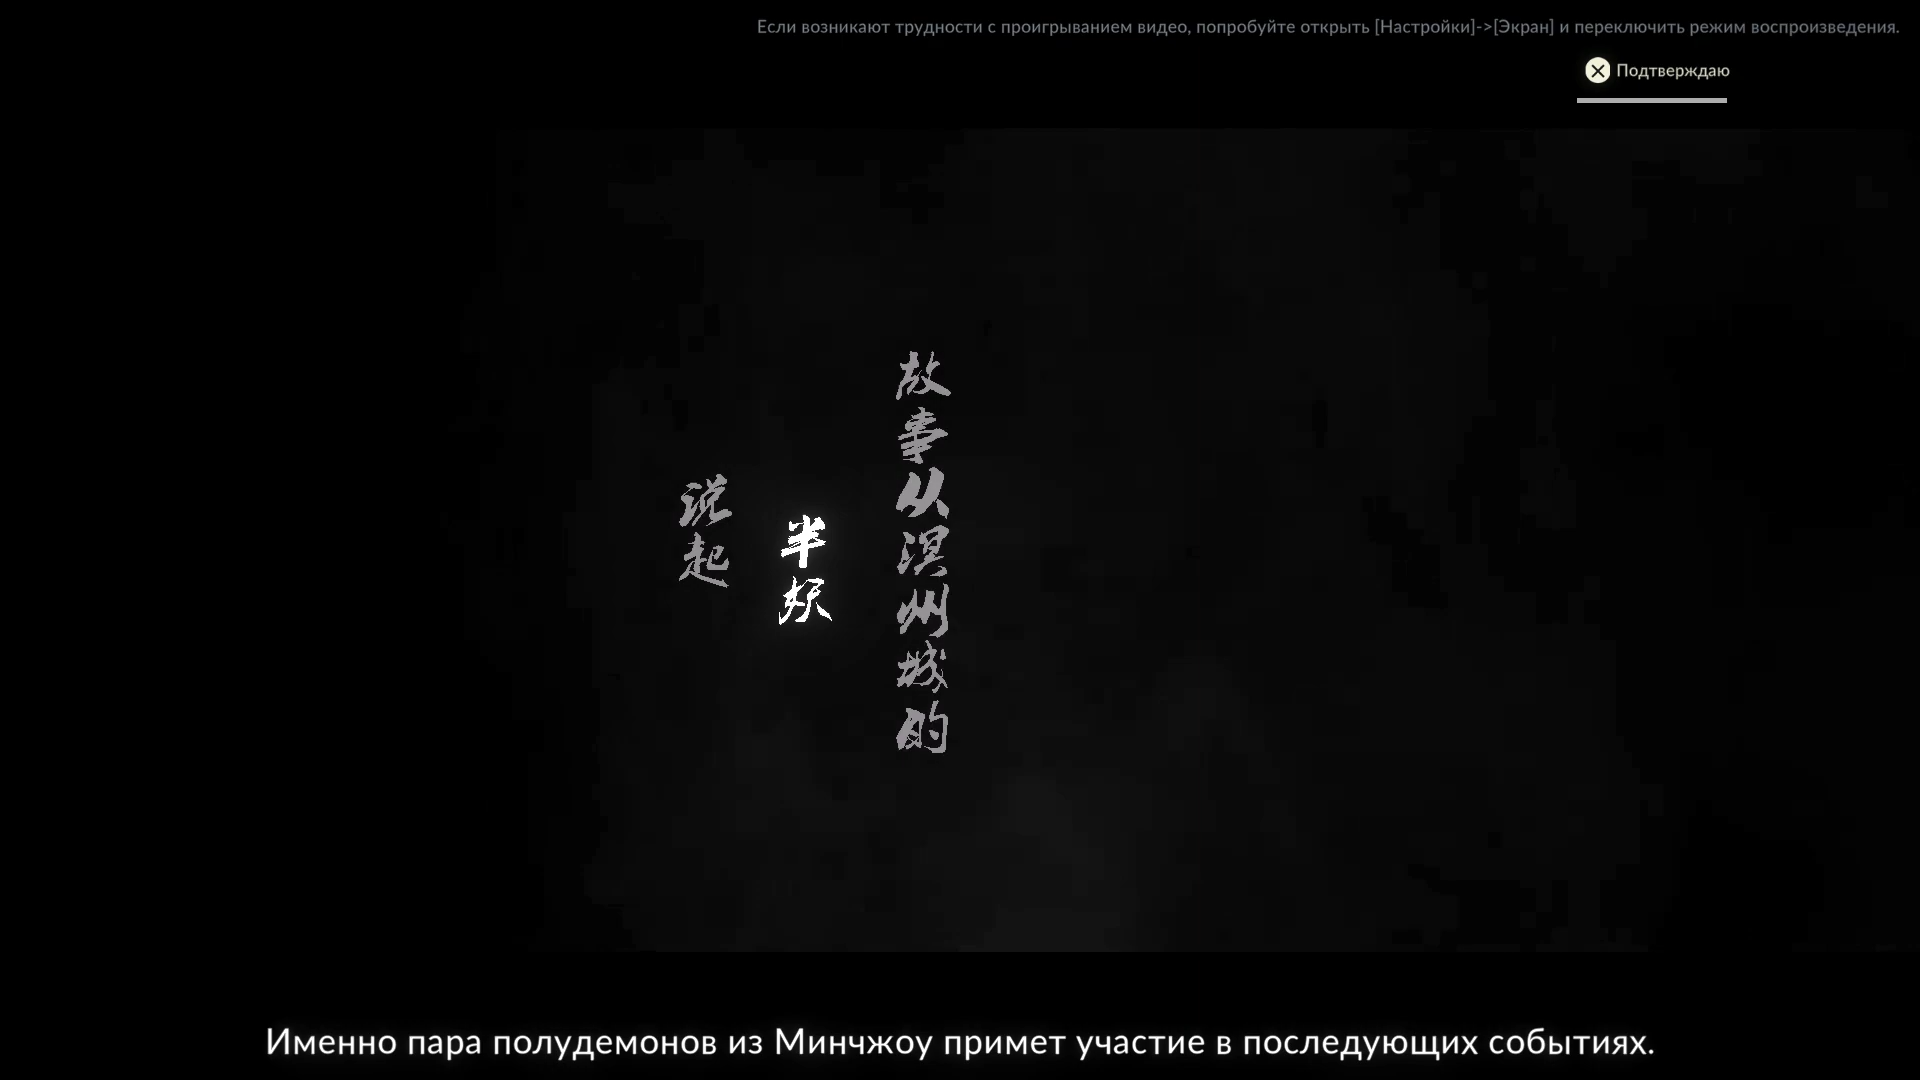 Если возникают трудности с проигрыванием видео, попробуйте открыть [Настройки]->[Экран] и переключить режим воспроизведения.
Подтверждаю
故事从溟州城的
半妖
说起
Именно пара полудемонов из Минчжоу примет участие в последующих событиях.